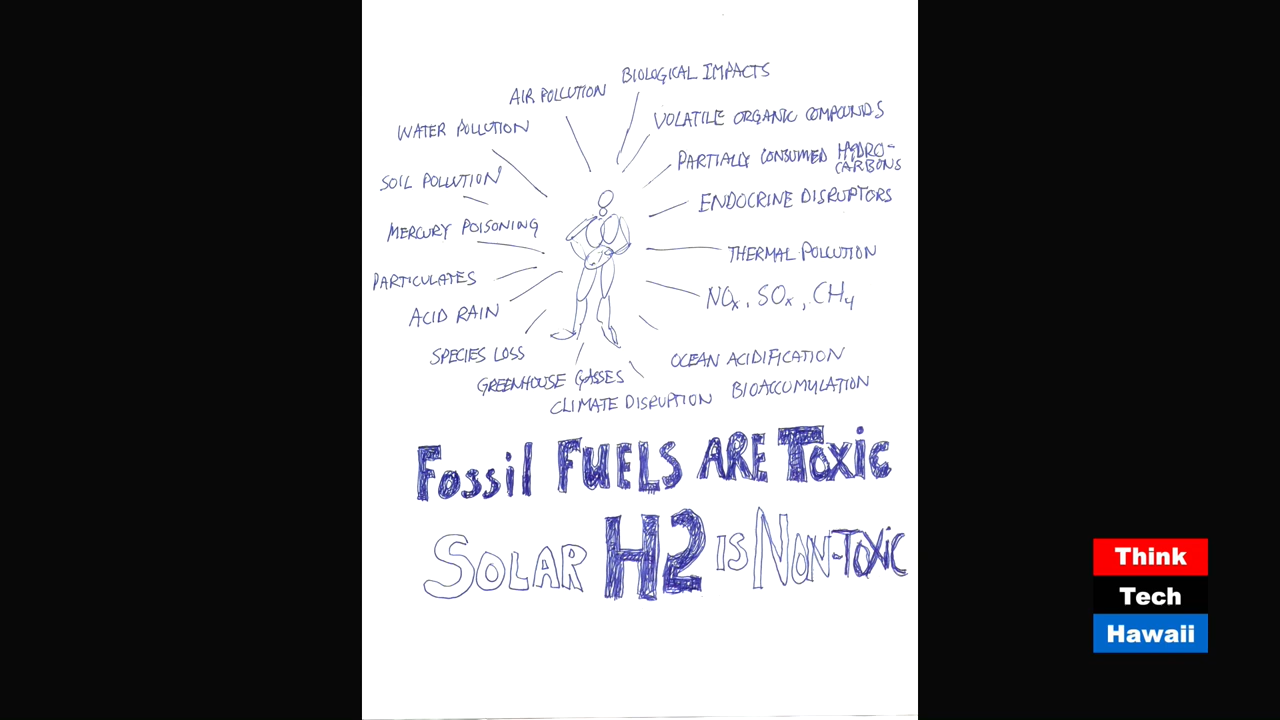 BIOLOGICAL IMPACTS
AIR POLLUTION
VOLATILE ORGANIC COMPOUNDS
WATER POLLUTION
PARTIALLY CONSUMED HYDRO-
CARBONS
SOIL POLLUTION
ENDOCRINE DISRUPTORS
MERCURY POISONING
THERMAL POLLUTION
PARTICULATES
NOx, SOx, CH4
ACID RAIN
SPECIES LOSS
OCEAN ACIDIFICATION
GREENHOUSE GASSES
BIOACCUMULATION
CLIMATE DISRUPTION
Fossil FUELS ARE Toxic
SOLAR H2 IS NON-TOXiC
Think
Tech
Hawaii